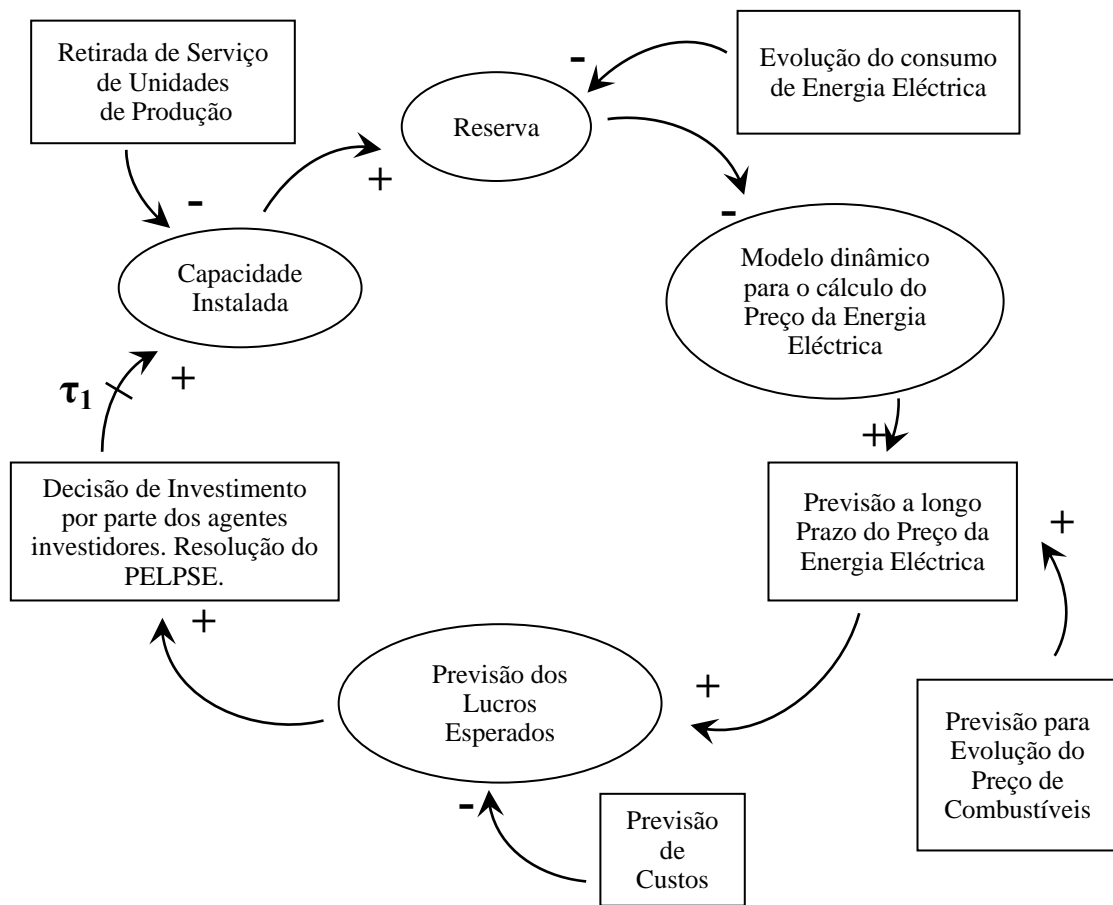 Retirada de Serviço
de Unidades
de Produção
-
Reserva
+
-
Evolução do consumo
de Energia Eléctrica
-
Capacidade
Instalada
-
Modelo dinâmico
para o cálculo do
Preço da Energia
Eléctrica
τ1
+
+
Decisão de Investimento
por parte dos agentes
investidores. Resolução do
PELPSE.
+
Previsão a longo
Prazo do Preço da
Energia Eléctrica
+
Previsão dos
Lucros
Esperados
+
-
Previsão
de
Custos
Previsão para
Evolução do
Preço de
Combustíveis
+